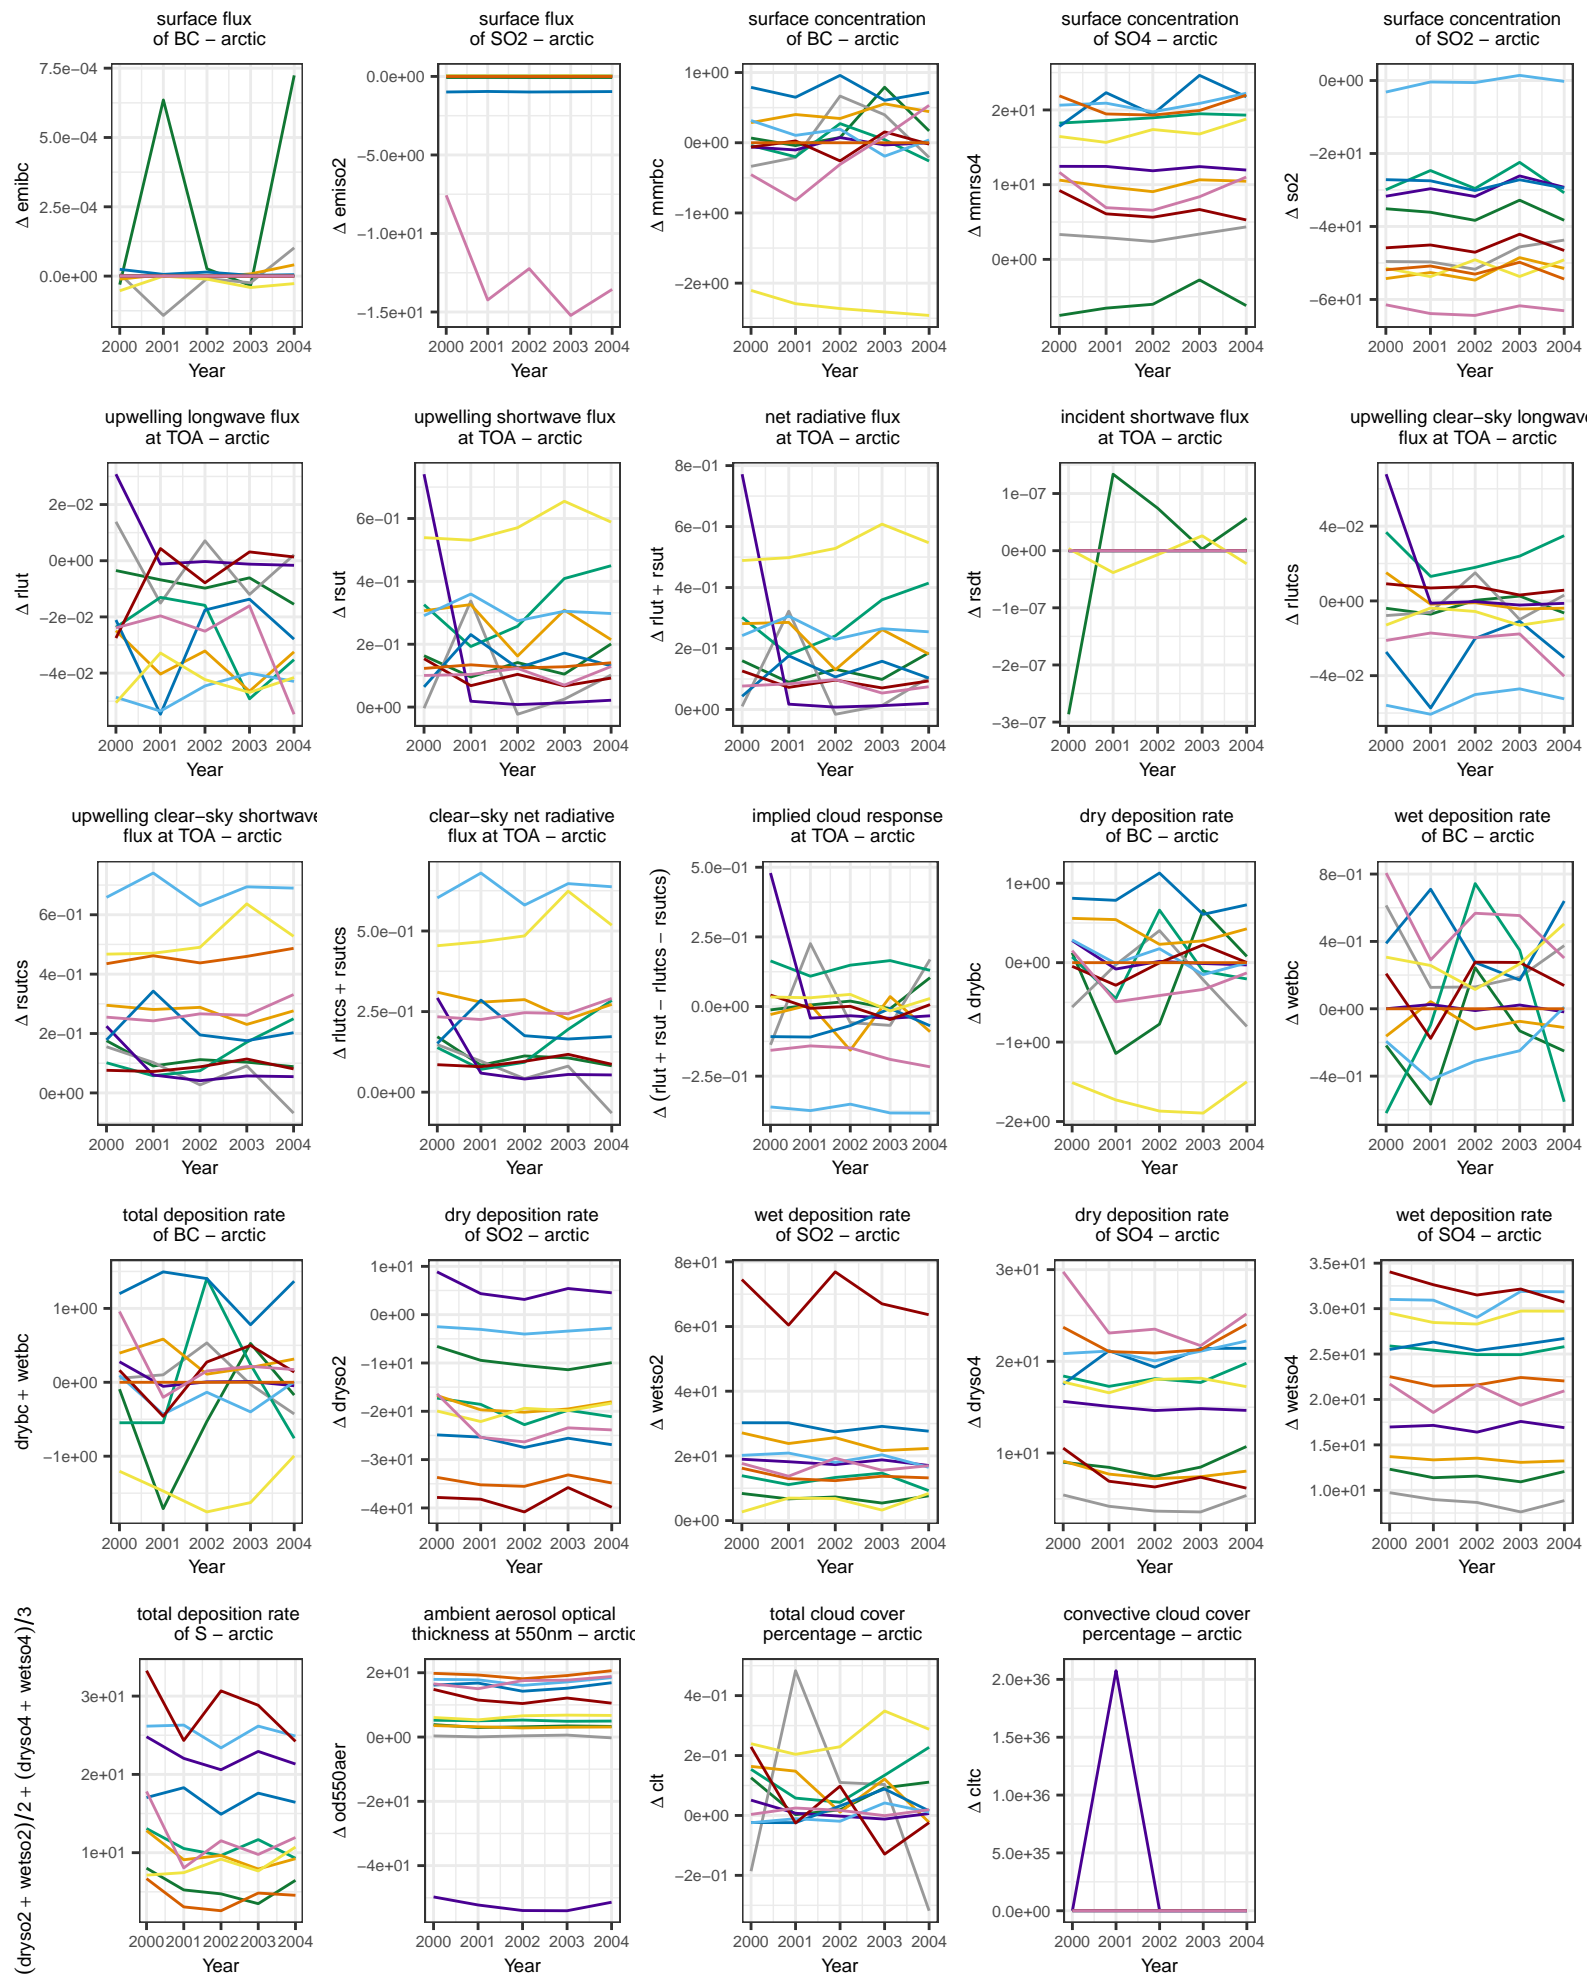 surface flux
of BC − arctic
Δ emibc
7.5e−04
5.0e−04
2.5e−04
0.0e+00
2000 2001 2002 2003 2004
Year
surface flux
of SO2 − arctic
Δ emiso2
0.0e+00
−5.0e+00
−1.0e+01
−1.5e+01
2000 2001 2002 2003 2004
Year
surface concentration
of BC − arctic
Δ mmrbc
1e+00
0e+00
−1e+00
−2e+00
2000 2001 2002 2003 2004
Year
surface concentration
of SO4 − arctic
Δ mmrso4
2e+01
1e+01
0e+00
2000 2001 2002 2003 2004
Year
surface concentration
of SO2 − arctic
Δ so2
0e+00
−2e+01
−4e+01
−6e+01
2000 2001 2002 2003 2004
Year
upwelling longwave flux
at TOA − arctic
Δ rlut
2e−02
0e+00
−2e−02
−4e−02
2000 2001 2002 2003 2004
Year
upwelling shortwave flux
at TOA − arctic
Δ rsut
6e−01
4e−01
2e−01
0e+00
2000 2001 2002 2003 2004
Year
net radiative flux
at TOA − arctic
Δ rlut + rsut
8e−01
6e−01
4e−01
2e−01
0e+00
2000 2001 2002 2003 2004
Year
incident shortwave flux
at TOA − arctic
Δ rsdt
1e−07
0e+00
−1e−07
−2e−07
−3e−07
2000 2001 2002 2003 2004
Year
upwelling clear−sky longwave
flux at TOA − arctic
Δ rlutcs
4e−02
0e+00
−4e−02
2000 2001 2002 2003 2004
Year
upwelling clear−sky shortwave
flux at TOA − arctic
Δ rsutcs
6e−01
4e−01
2e−01
0e+00
2000 2001 2002 2003 2004
Year
clear−sky net radiative
flux at TOA − arctic
Δ rlutcs + rsutcs
5.0e−01
2.5e−01
0.0e+00
2000 2001 2002 2003 2004
Year
implied cloud response
at TOA − arctic
Δ (rlut + rsut − rlutcs − rsutcs)
5.0e−01
2.5e−01
0.0e+00
−2.5e−01
2000 2001 2002 2003 2004
Year
dry deposition rate
of BC − arctic
Δ drybc
1e+00
0e+00
−1e+00
−2e+00
2000 2001 2002 2003 2004
Year
wet deposition rate
of BC − arctic
Δ wetbc
8e−01
4e−01
0e+00
−4e−01
2000 2001 2002 2003 2004
Year
total deposition rate
of BC − arctic
drybc + wetbc
1e+00
0e+00
−1e+00
2000 2001 2002 2003 2004
Year
dry deposition rate
of SO2 − arctic
Δ dryso2
1e+01
0e+00
−1e+01
−2e+01
−3e+01
−4e+01
2000 2001 2002 2003 2004
Year
wet deposition rate
of SO2 − arctic
Δ wetso2
8e+01
6e+01
4e+01
2e+01
0e+00
2000 2001 2002 2003 2004
Year
dry deposition rate
of SO4 − arctic
Δ dryso4
3e+01
2e+01
1e+01
2000 2001 2002 2003 2004
Year
wet deposition rate
of SO4 − arctic
Δ wetso4
3.5e+01
3.0e+01
2.5e+01
2.0e+01
1.5e+01
1.0e+01
2000 2001 2002 2003 2004
Year
total deposition rate
of S − arctic
(dryso2 + wetso2)/2 + (dryso4 + wetso4)/3
3e+01
2e+01
1e+01
2000 2001 2002 2003 2004
Year
ambient aerosol optical
thickness at 550nm − arctic
Δ od550aer
2e+01
0e+00
−2e+01
−4e+01
2000 2001 2002 2003 2004
Year
total cloud cover
percentage − arctic
Δ clt
4e−01
2e−01
0e+00
−2e−01
2000 2001 2002 2003 2004
Year
convective cloud cover
percentage − arctic
Δ cltc
2.0e+36
1.5e+36
1.0e+36
5.0e+35
0.0e+00
2000 2001 2002 2003 2004
Year